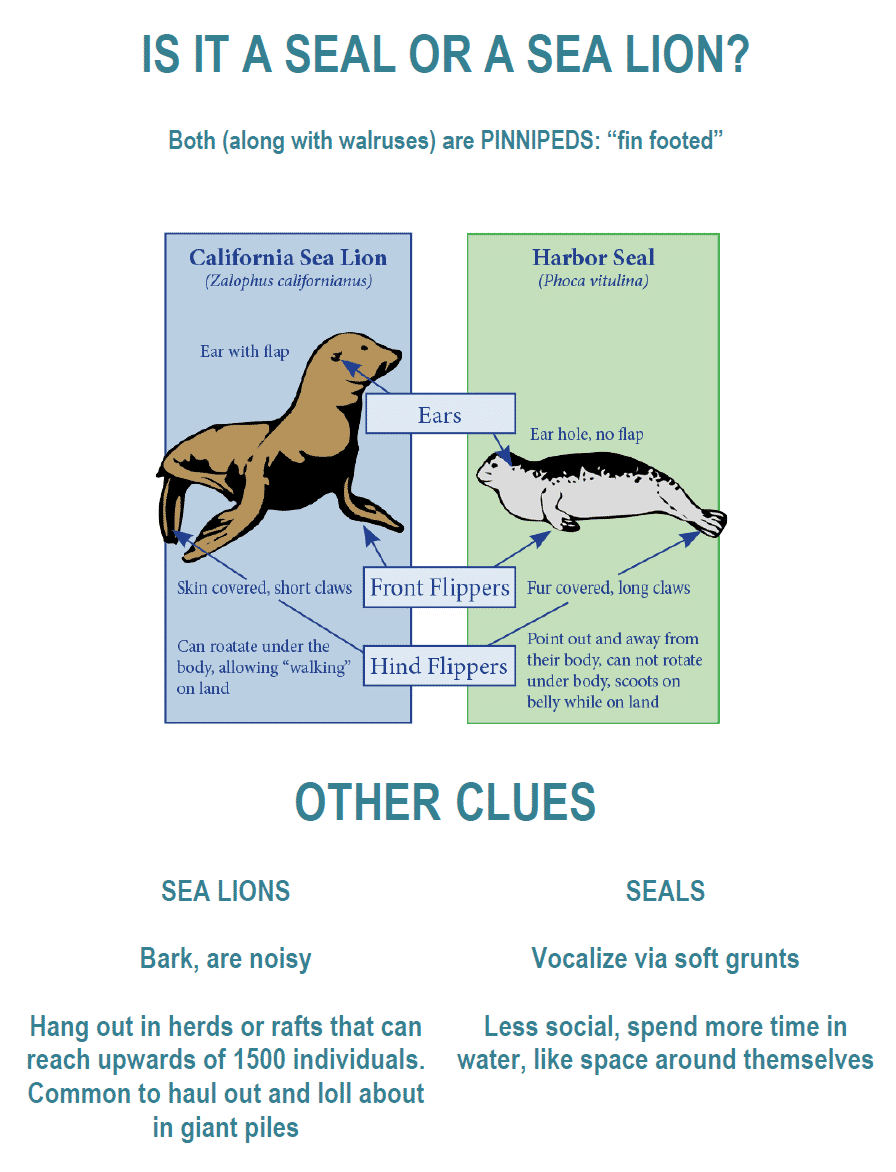 IS IT A SEAL OR A SEA LION?
Both (along with walruses) are PINNIPEDS: “fin footed”
California Sea Lion
(Zalophus californianus)
Ear with flap
Harbor Seal
(Phoca vitulina)
Ears
Ear hole, no flap
Skin covered, short claws
Front Flippers
Fur covered, long claws
Can roatate under the
body, allowing “walking”
on land
Hind Flippers
Point out and away from
their body, can not rotate
under body, scoots on
belly while on land
OTHER CLUES
SEA LIONS
Bark, are noisy
Hang out in herds or rafts that can
reach upwards of 1500 individuals.
Common to haul out and loll about
in giant piles
SEALS
Vocalize via soft grunts
Less social, spend more time in
water, like space around themselves